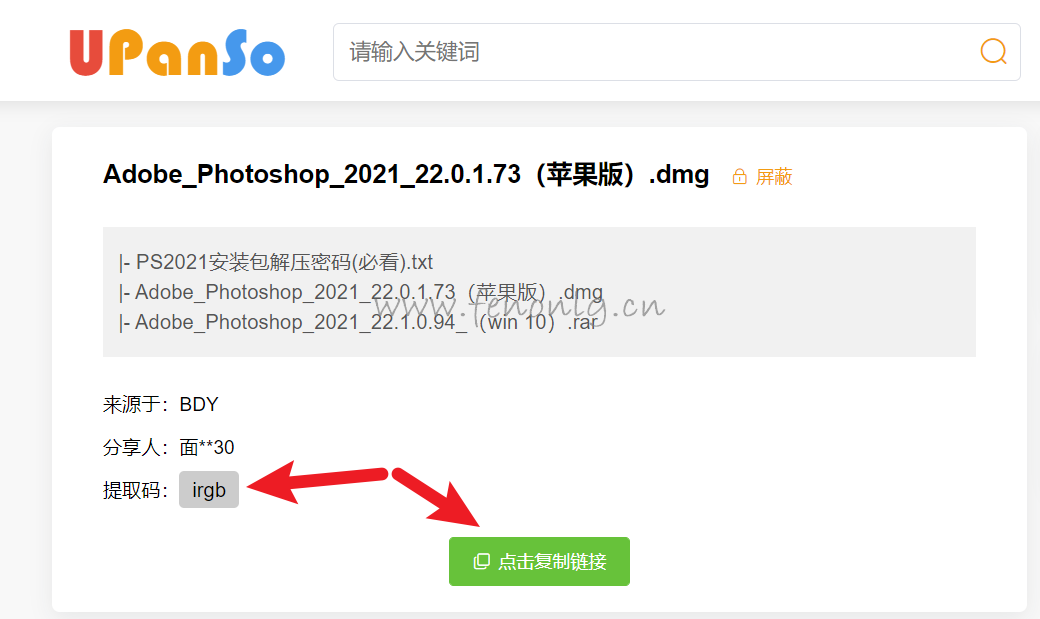 UPanSo
请输入关键词
Adobe_Photoshop_2021_22.0.1.73（苹果版）.dmg 屏蔽
|- PS2021安装包解压密码(必看).txt
|- Adobe_Photoshop_2021_22.0.1.73（苹果版）.dmg
www.fenonlg.cn
|- Adobe_Photoshop_2021_22.1.0.94_（win 10）.rar
来源于：BDY
分享人：面**30
提取码：irgb
点击复制链接